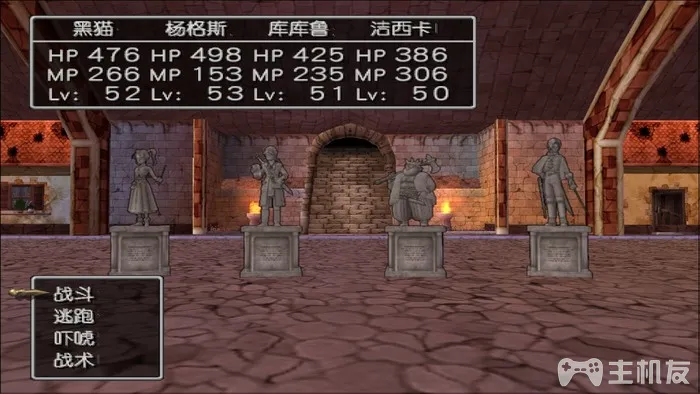 黑猫 杨格斯 库库鲁 洁西卡
HP 476 HP 498 HP 425 HP 386
MP 266 MP 153 MP 235 MP 306
Lv: 52 Lv: 53 Lv: 51 Lv: 50
战斗
逃跑
吓唬
战术
主机友